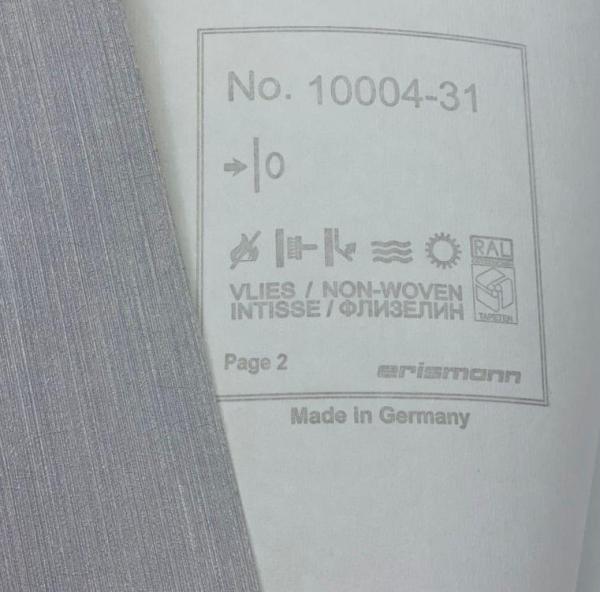 No. 10004-31
0
RAL
VLIES / NON-WOVEN
INTISSE / ФЛИЗЕЛИН
TAPETEN
Page 2
erismann
Made in Germany